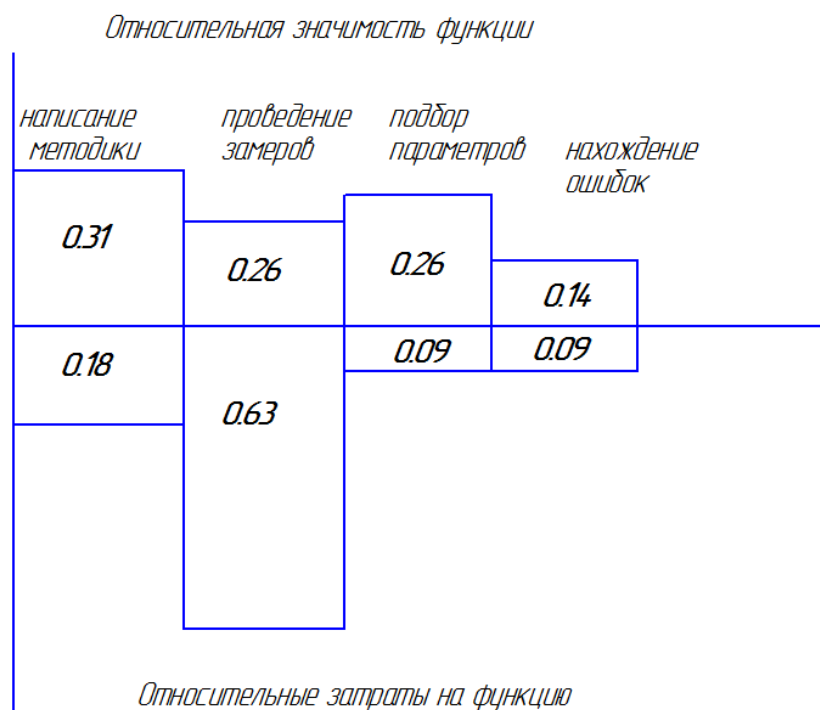 Относительная значимость функции
написание
методики
проведение
замеров
подбор
параметров
нахождение
ошибок
0.31
0.26
0.26
0.14
0.18
0.63
0.09
0.09
Относительные затраты на функцию